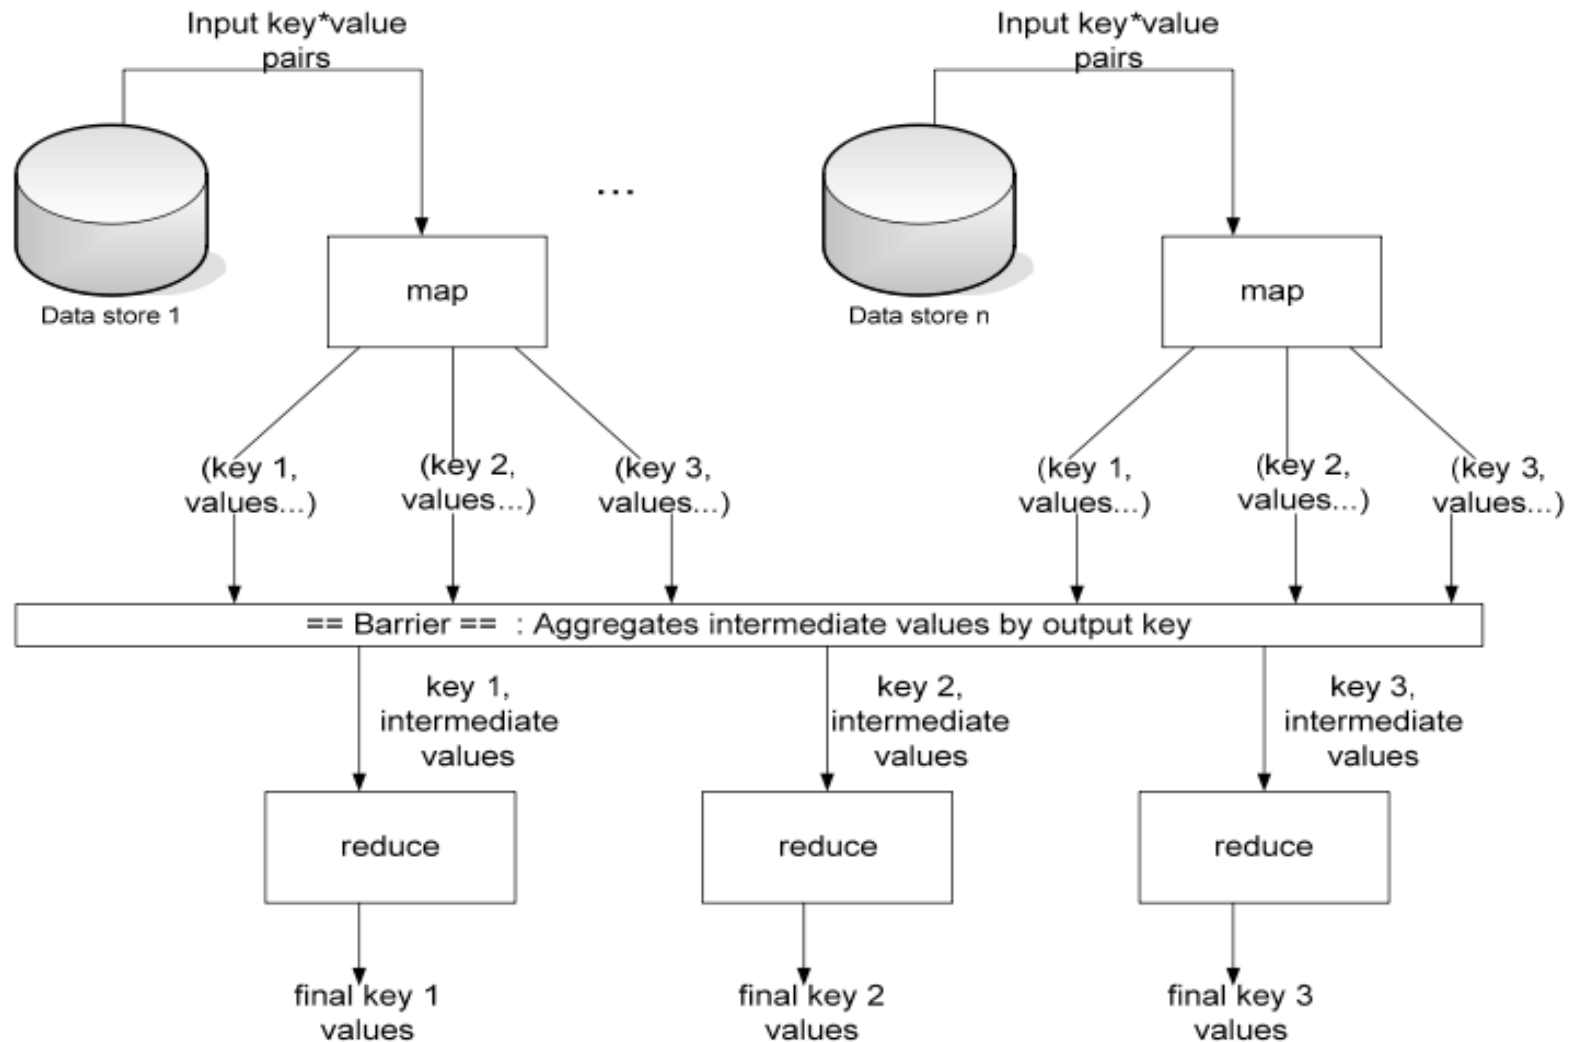 Input key*value
pairs
Input key*value
pairs
...
map
map
Data store 1
Data store n
(key 1,
values...)
(key 2,
values...)
(key 3,
values...)
(key 1,
values...)
(key 2,
values...)
(key 3,
values...)
== Barrier == : Aggregates intermediate values by output key
key 1,
intermediate
values
key 2,
intermediate
values
key 3,
intermediate
values
reduce
reduce
reduce
final key 1
values
final key 2
values
final key 3
values